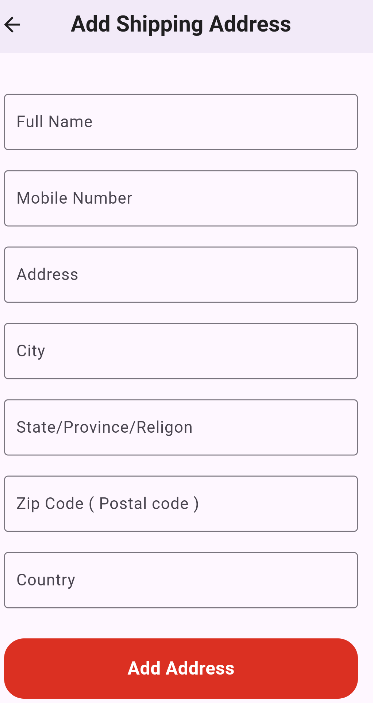 Add Shipping Address
Full Name
Mobile Number
Address
City
State/Province/Religon
Zip Code ( Postal code )
Country
Add Address